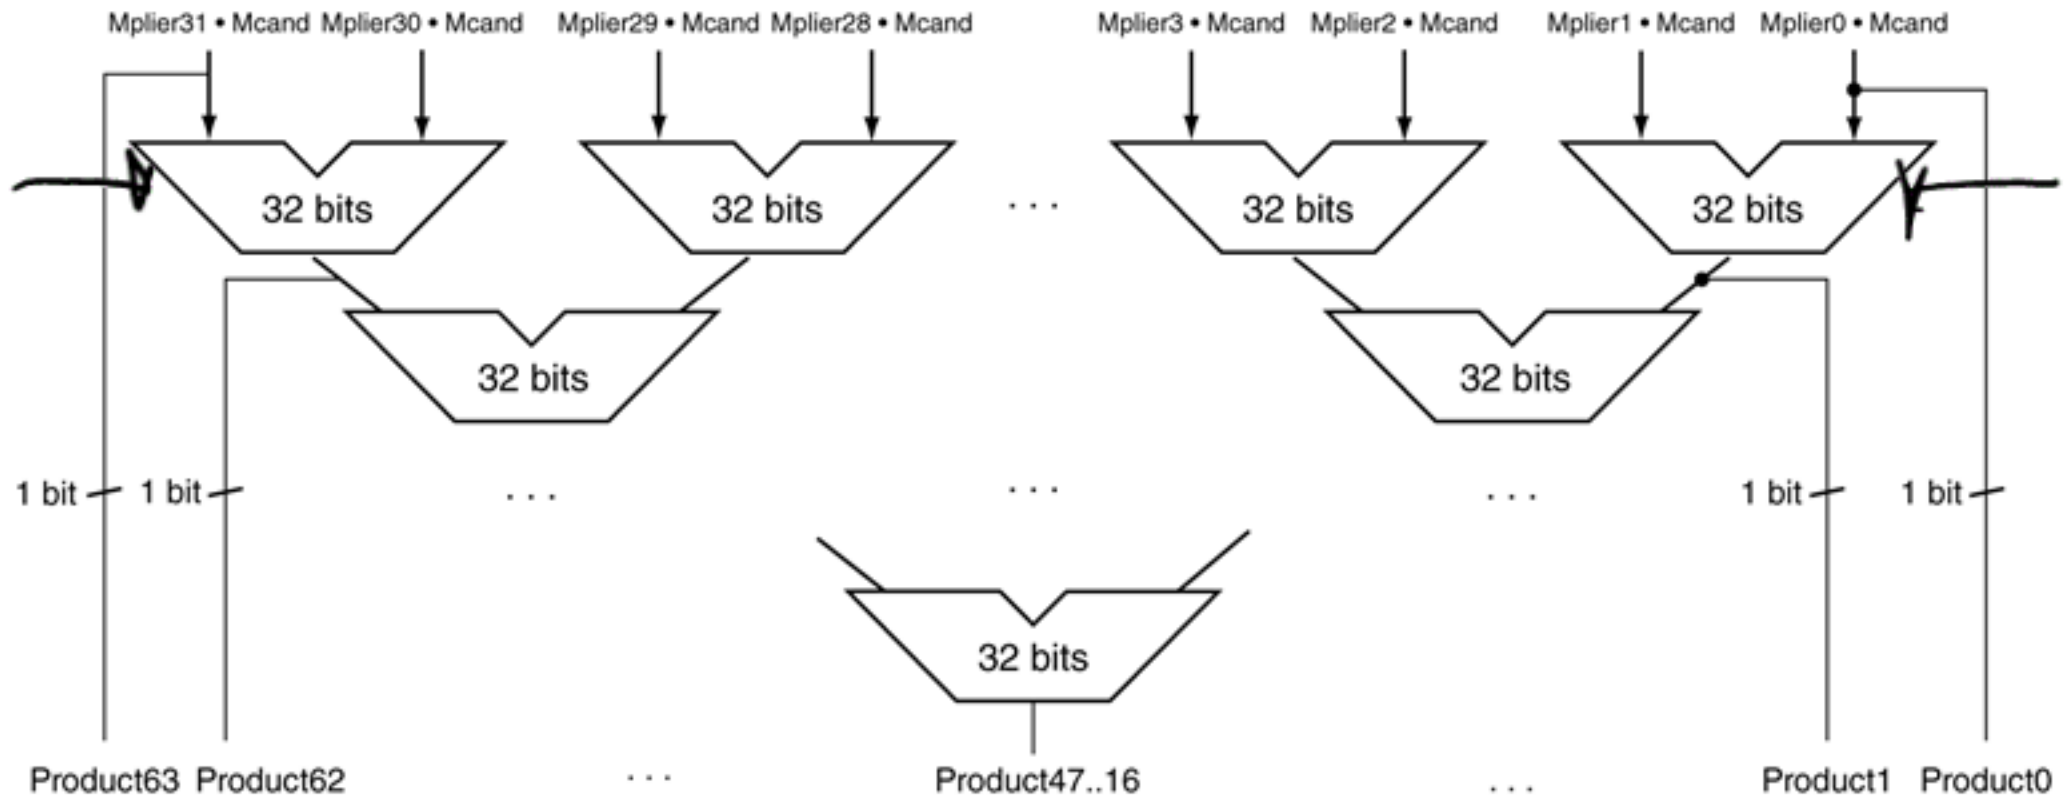 Mplier31 • Mcand Mplier30 • Mcand Mplier29 • Mcand Mplier28 • Mcand Mplier3 • Mcand Mplier2 • Mcand Mplier1 • Mcand Mplier0 • Mcand
32 bits 32 bits . . . 32 bits 32 bits
32 bits 32 bits
1 bit 1 bit . . . . . . . . . 1 bit 1 bit
32 bits
Product63 Product62 . . . Product47..16 . . . Product1 Product0